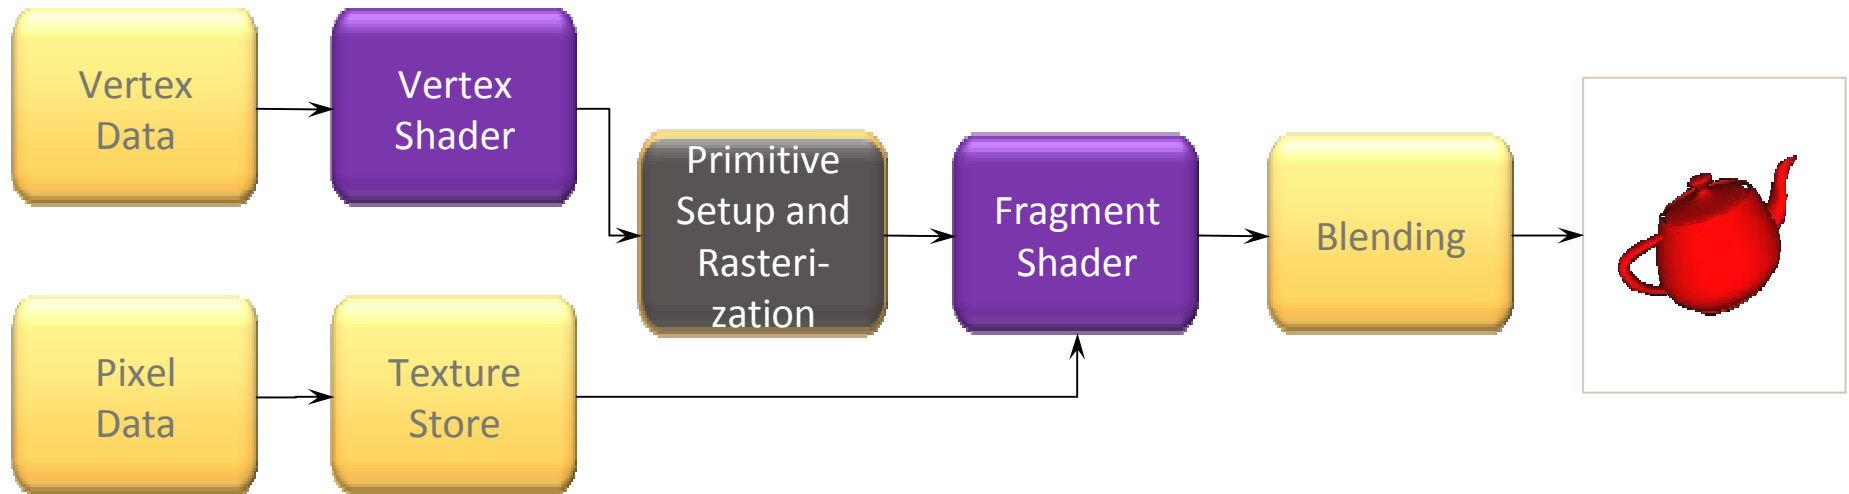 Vertex
Data
Vertex
Shader
Primitive
Setup and
Rasteri-
zation
Fragment
Shader
Blending
Pixel
Data
Texture
Store